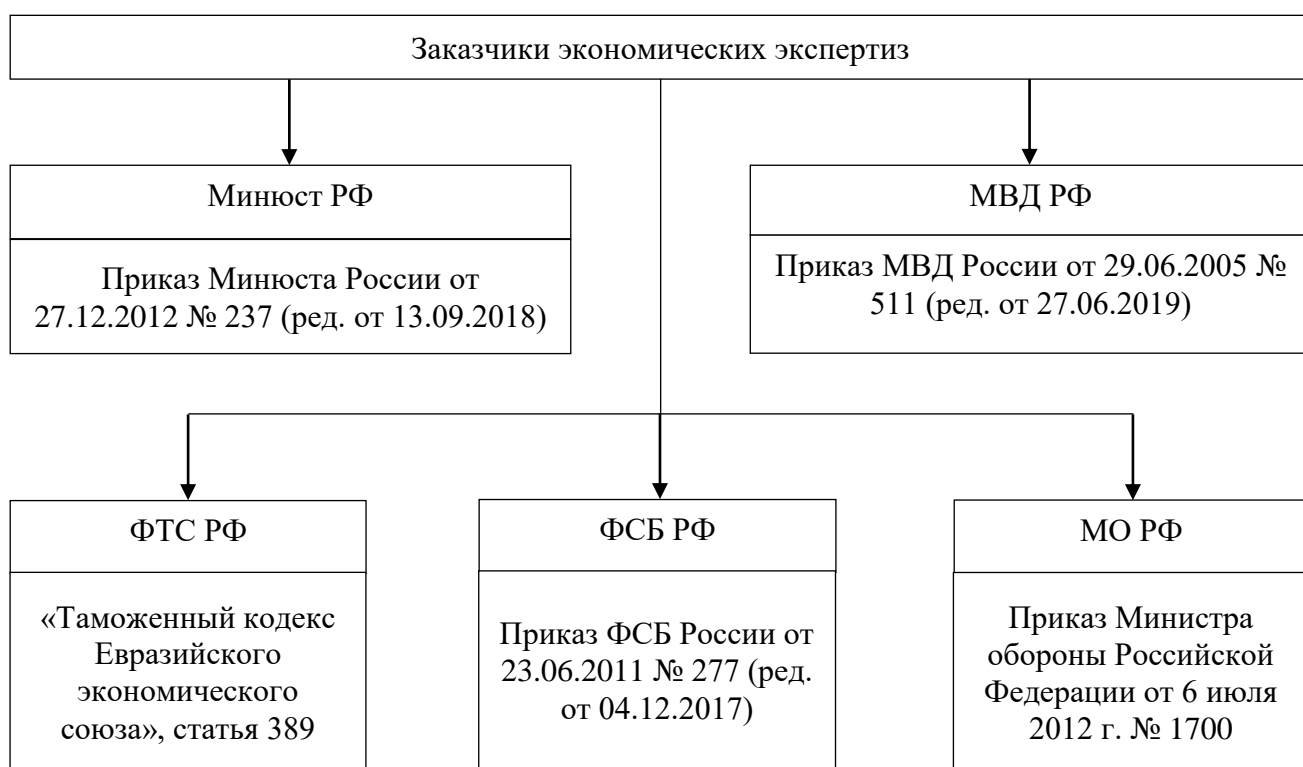 Заказчики экономических экспертиз
Минюст РФ
Приказ Минюста России от
27.12.2012 № 237 (ред. от 13.09.2018)
МВД РФ
Приказ МВД России от 29.06.2005 №
511 (ред. от 27.06.2019)
ФТС РФ
«Таможенный кодекс
Евразийского
экономического
союза», статья 389
ФСБ РФ
Приказ ФСБ России от
23.06.2011 № 277 (ред.
от 04.12.2017)
МО РФ
Приказ Министра
обороны Российской
Федерации от 6 июля
2012 г. № 1700